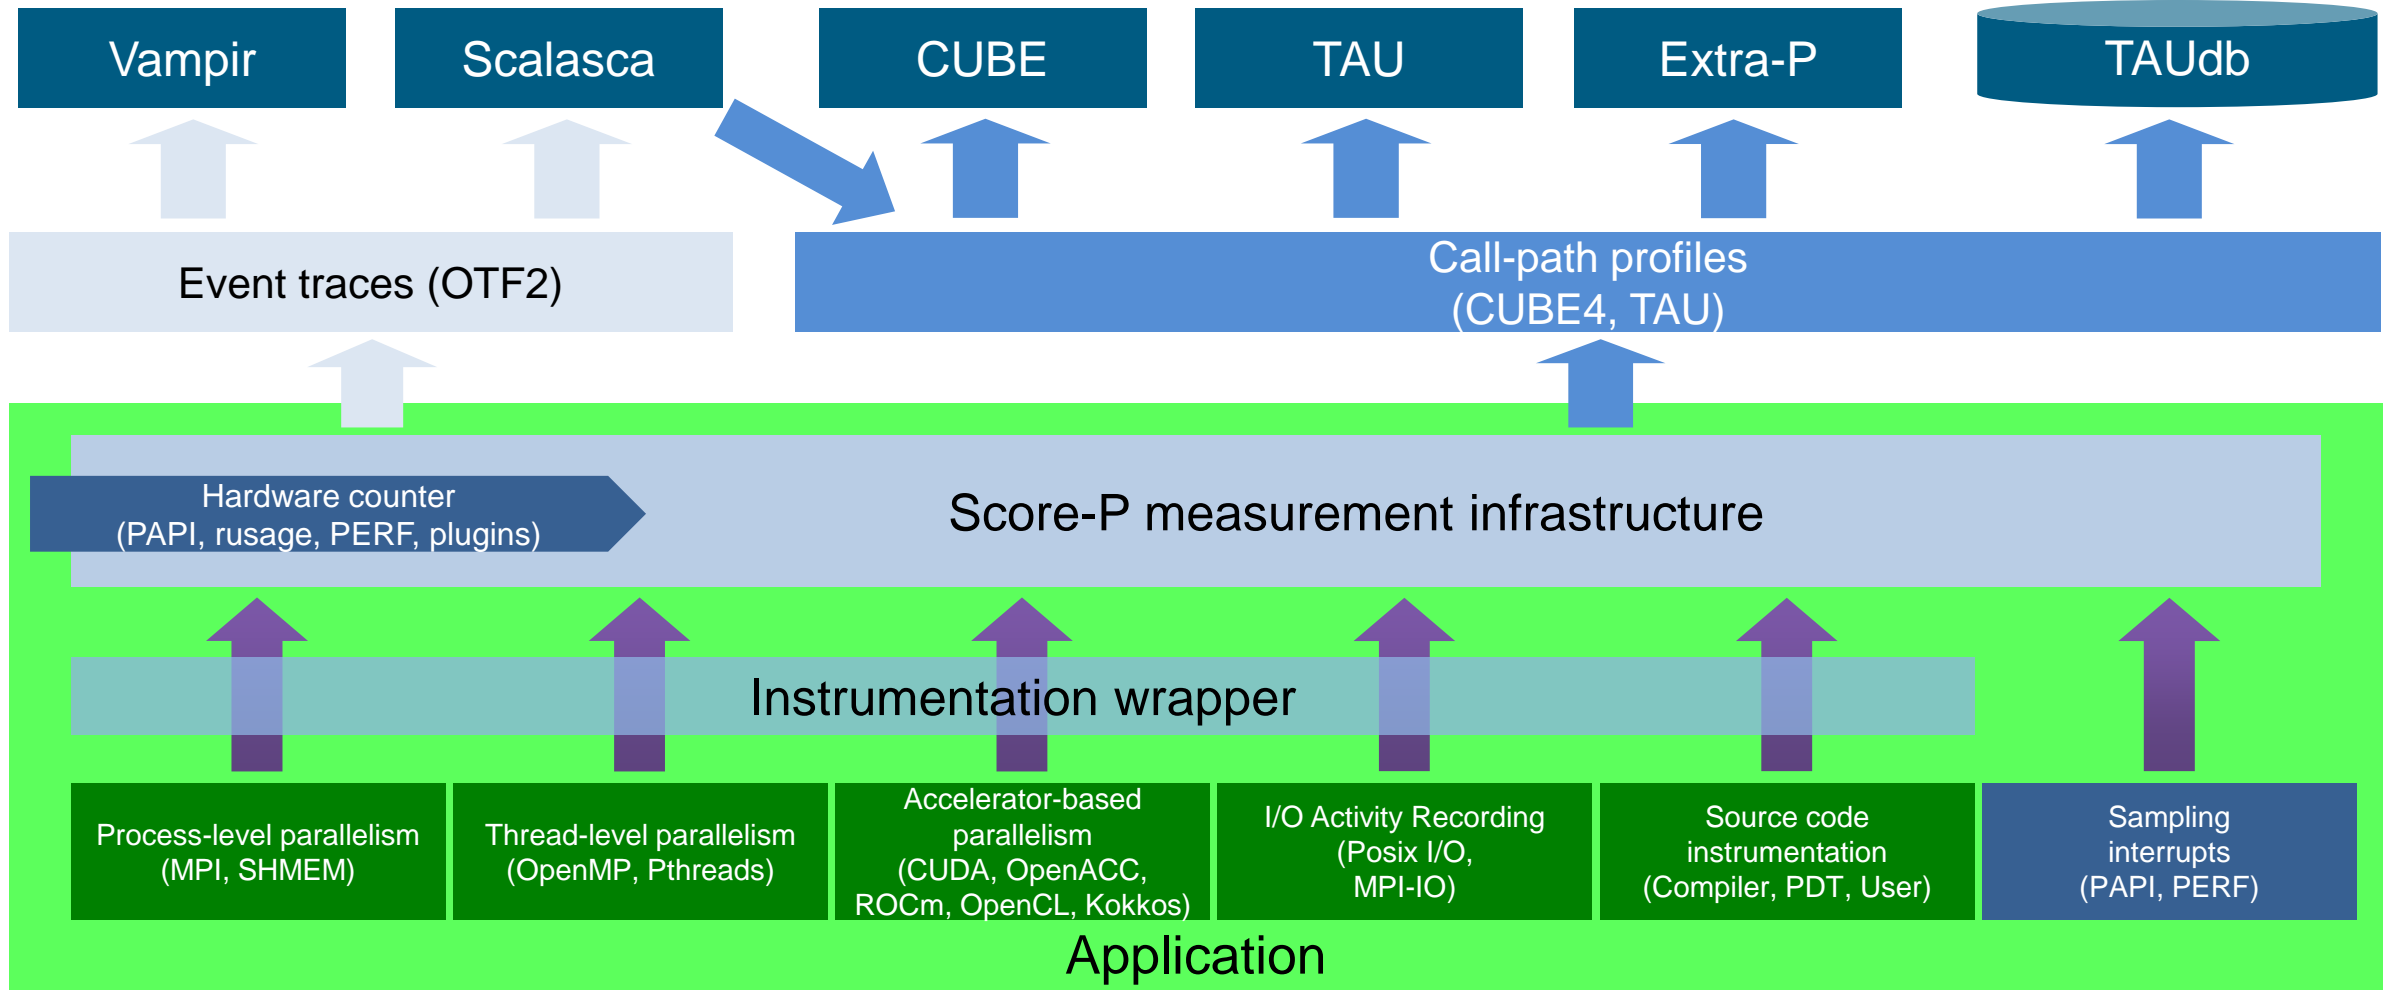 Vampir
Scalasca
CUBE
TAU
Extra-P
TAUdb
Event traces (OTF2)
Call-path profiles
(CUBE4, TAU)
Hardware counter
(PAPI, rusage, PERF, plugins)
Score-P measurement infrastructure
Instrumentation wrapper
Process-level parallelism
(MPI, SHMEM)
Thread-level parallelism
(OpenMP, Pthreads)
Accelerator-based
parallelism
(CUDA, OpenACC,
ROCm, OpenCL, Kokkos)
I/O Activity Recording
(Posix I/O,
MPI-IO)
Source code
instrumentation
(Compiler, PDT, User)
Sampling
interrupts
(PAPI, PERF)
Application